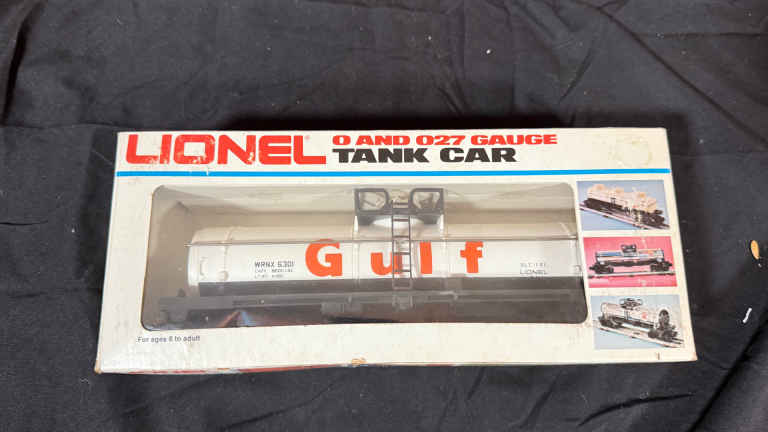 LIONEL
O AND O27 GAUGE
TANK CAR
WRNX 6301
Gulf
LIONEL
For ages 8 to adult